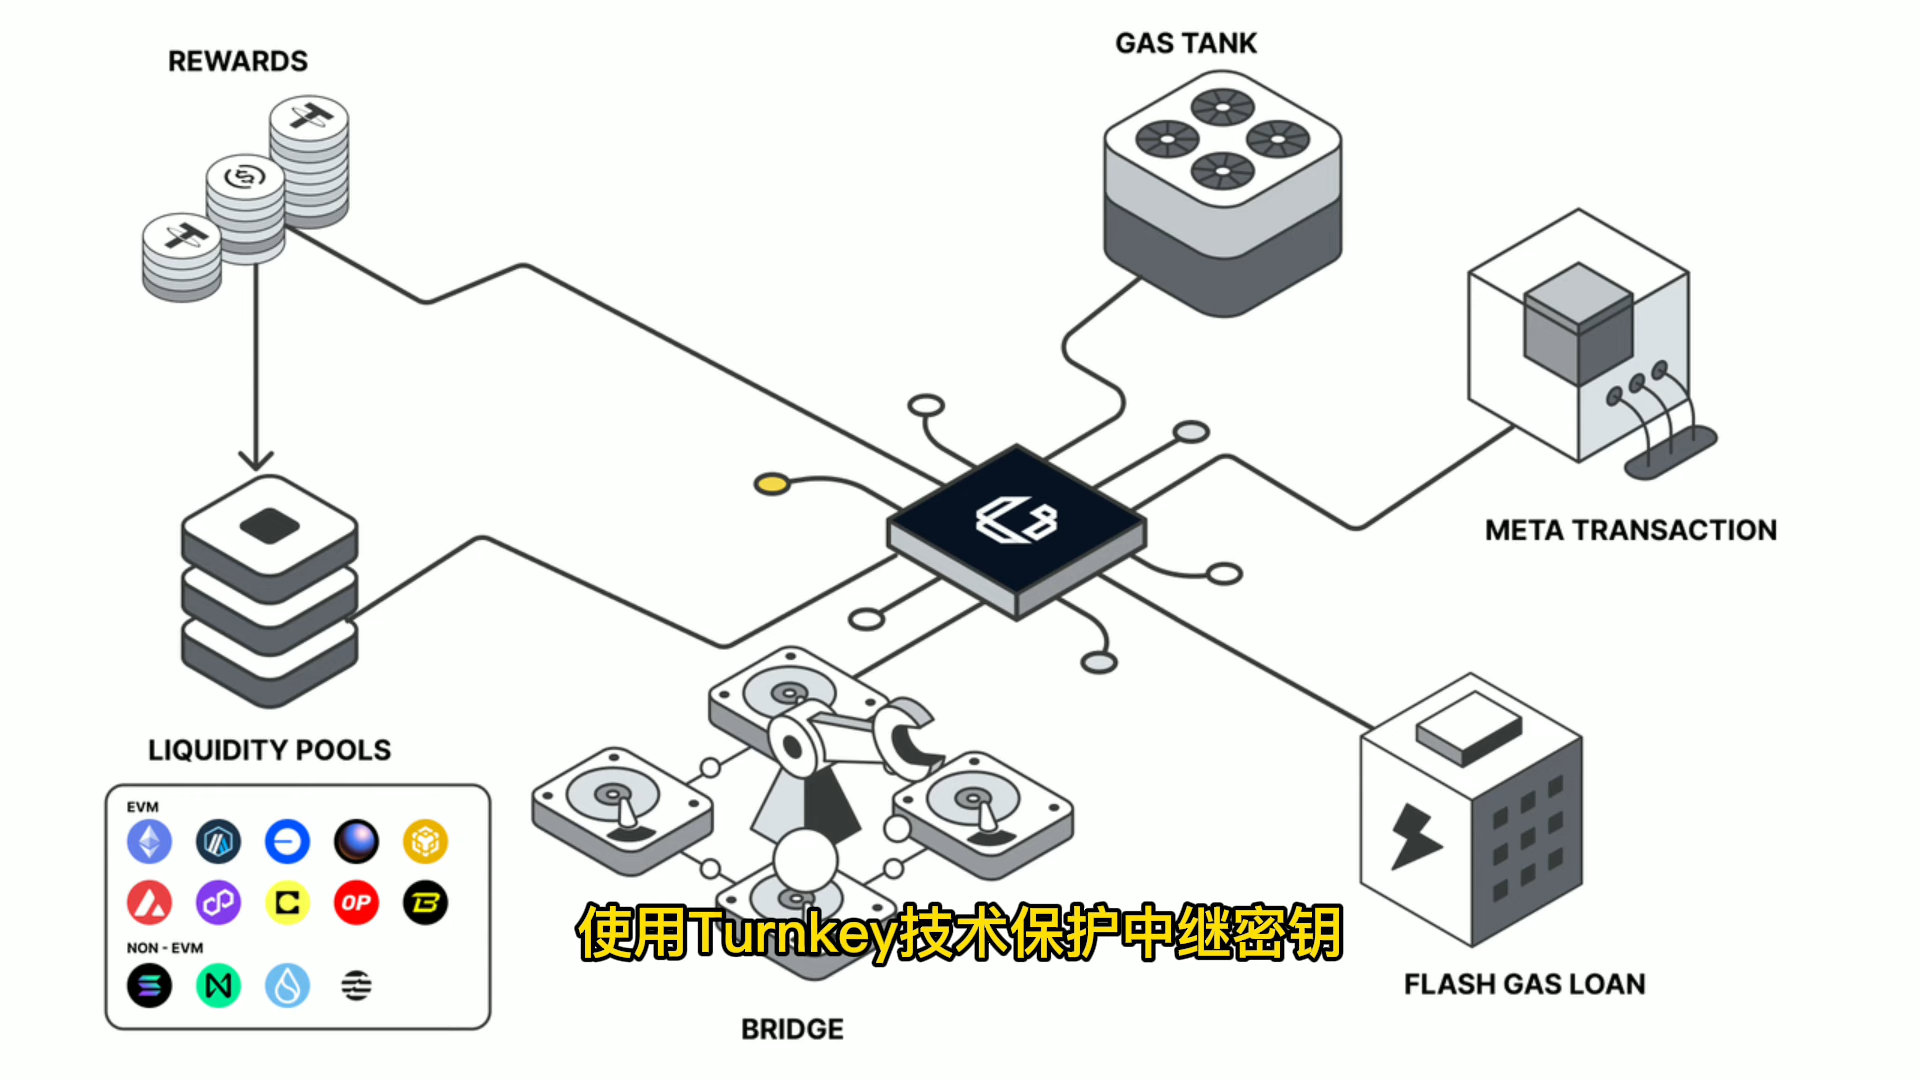 REWARDS
GAS TANK
META TRANSACTION
LIQUIDITY POOLS
EVM
OP
NON - EVM
使用Turnkey技术保护中继密钥
FLASH GAS LOAN
BRIDGE